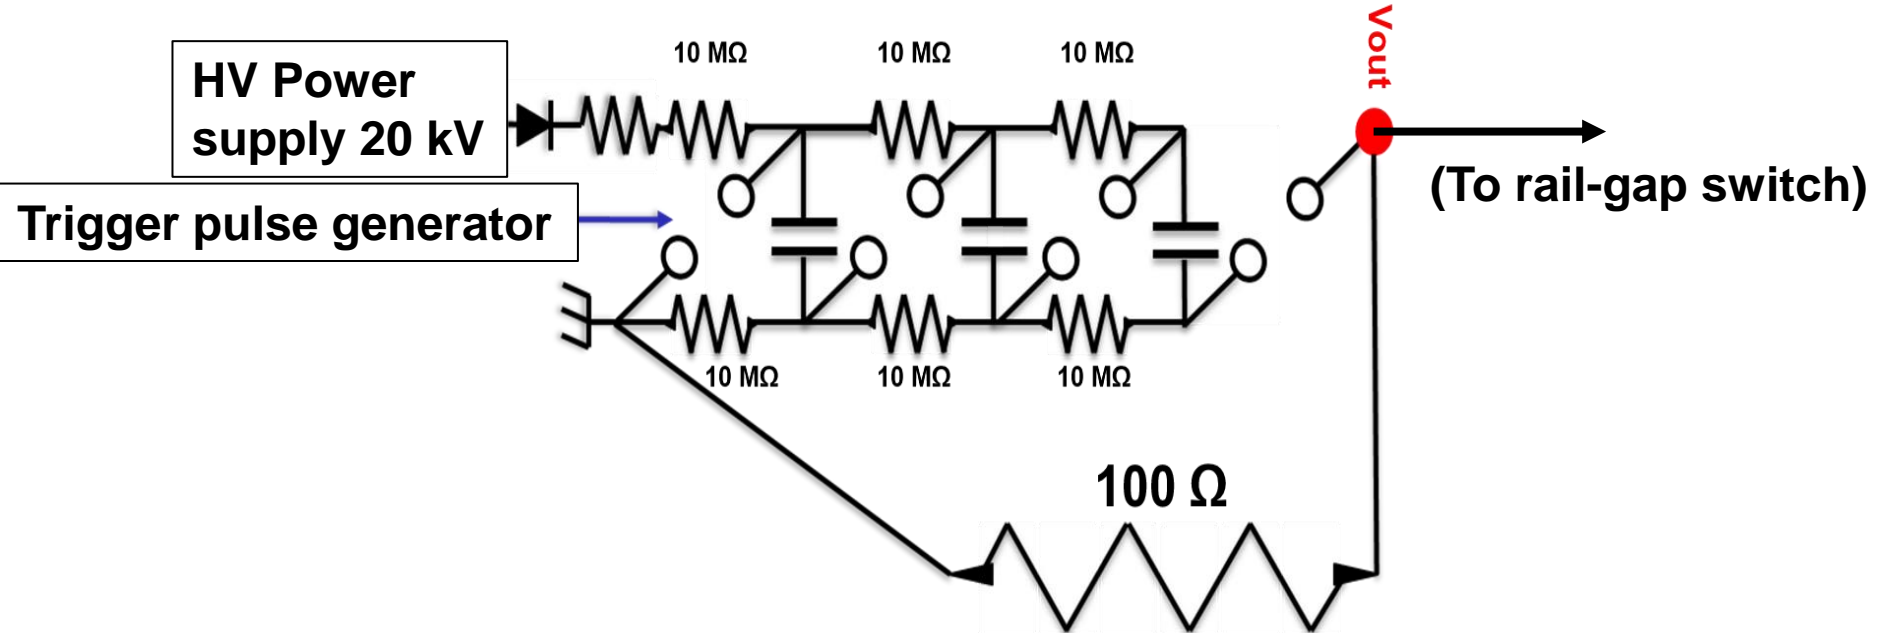 10 MΩ 10 MΩ 10 MΩ
Vout
HV Power
supply 20 kV
(To rail-gap switch)
Trigger pulse generator
10 MΩ 10 MΩ 10 MΩ
100 Ω